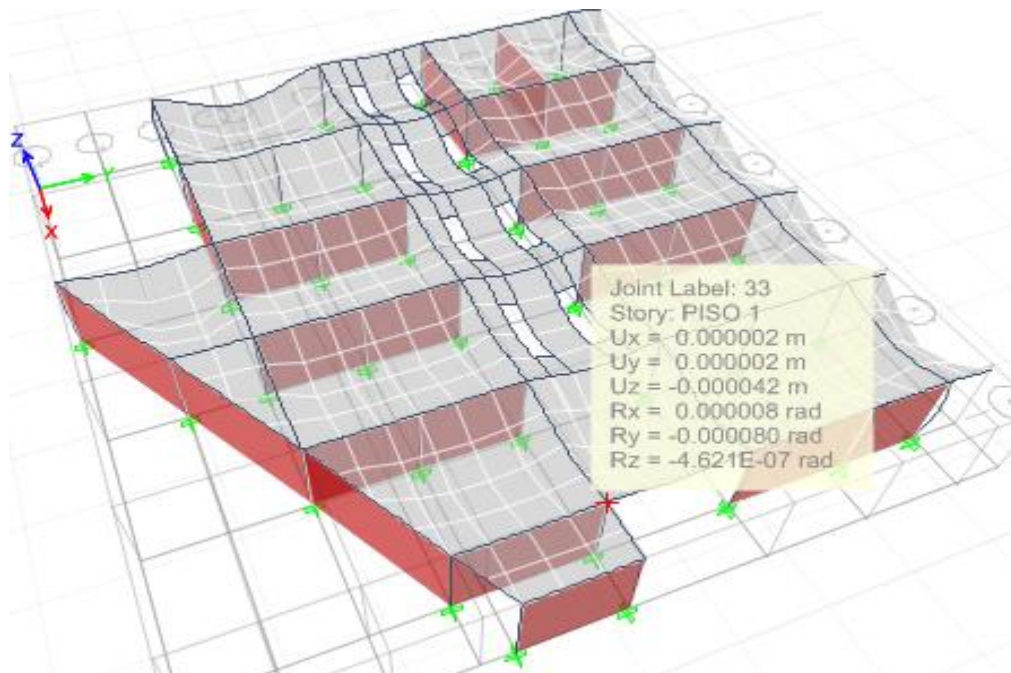 Z
X
Joint Label: 33
Story: PISO 1
Ux = 0.000002 m
Uy = 0.000002 m
Uz = -0.000042 m
Rx = 0.000008 rad
Ry = -0.000080 rad
Rz = -4.621E-07 rad